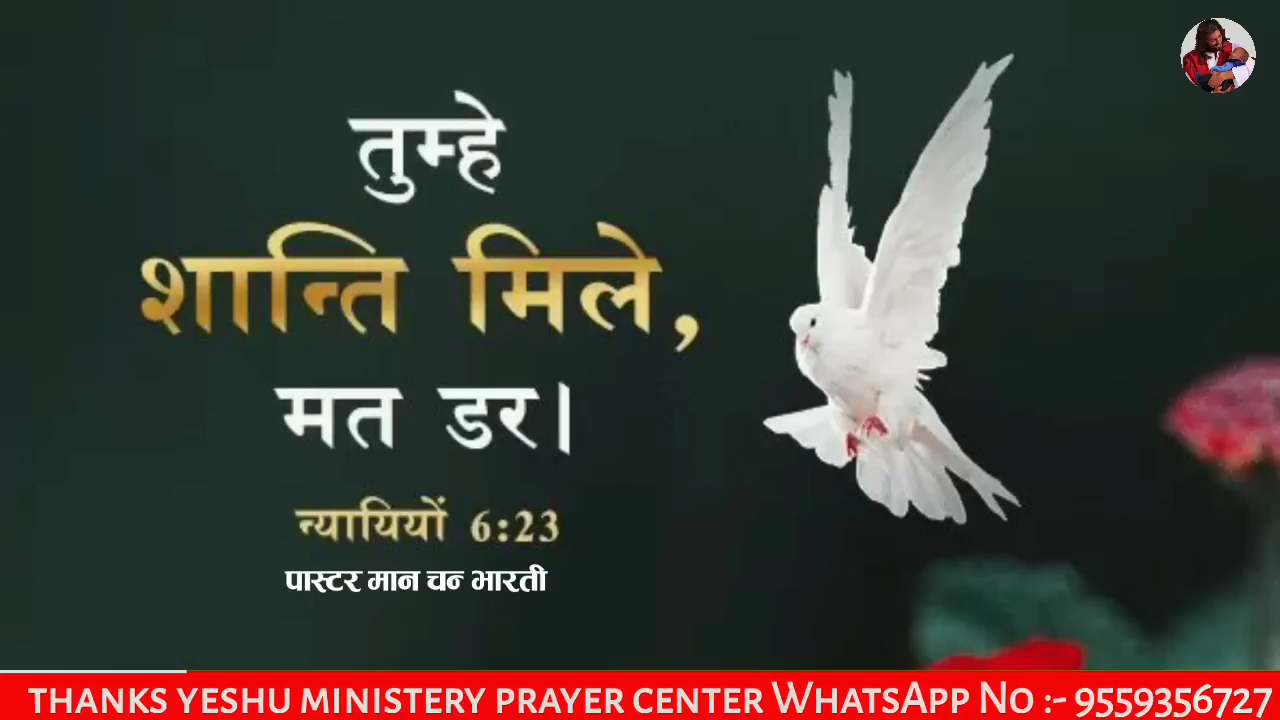 तुम्हे
शान्ति मिले,
मत डर।
न्यायियों 6:23
पास्टर मान चन्द भारती
THANKS YESHU MINISTERY PRAYER CENTER WHATSAPP NO :- 9559356727